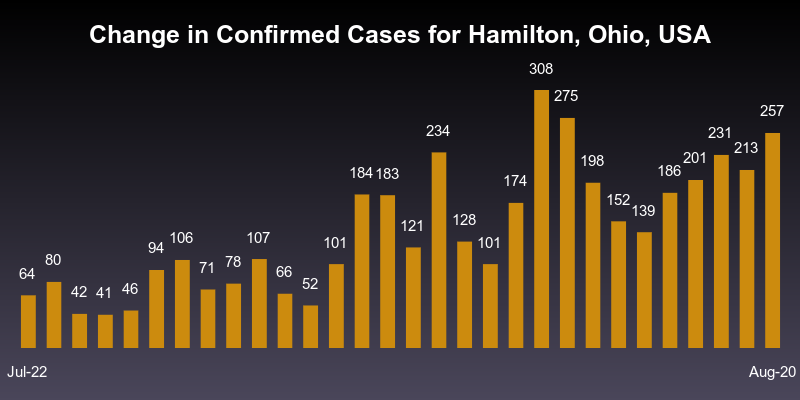 Change in Confirmed Cases for Hamilton, Ohio, USA
64 80 42 41 46 94 106 71 78 107 66 52 101 184 183 121 234 128 101 174 308 275 198 152 139 186 201 231 213 257
Jul-22 Aug-20